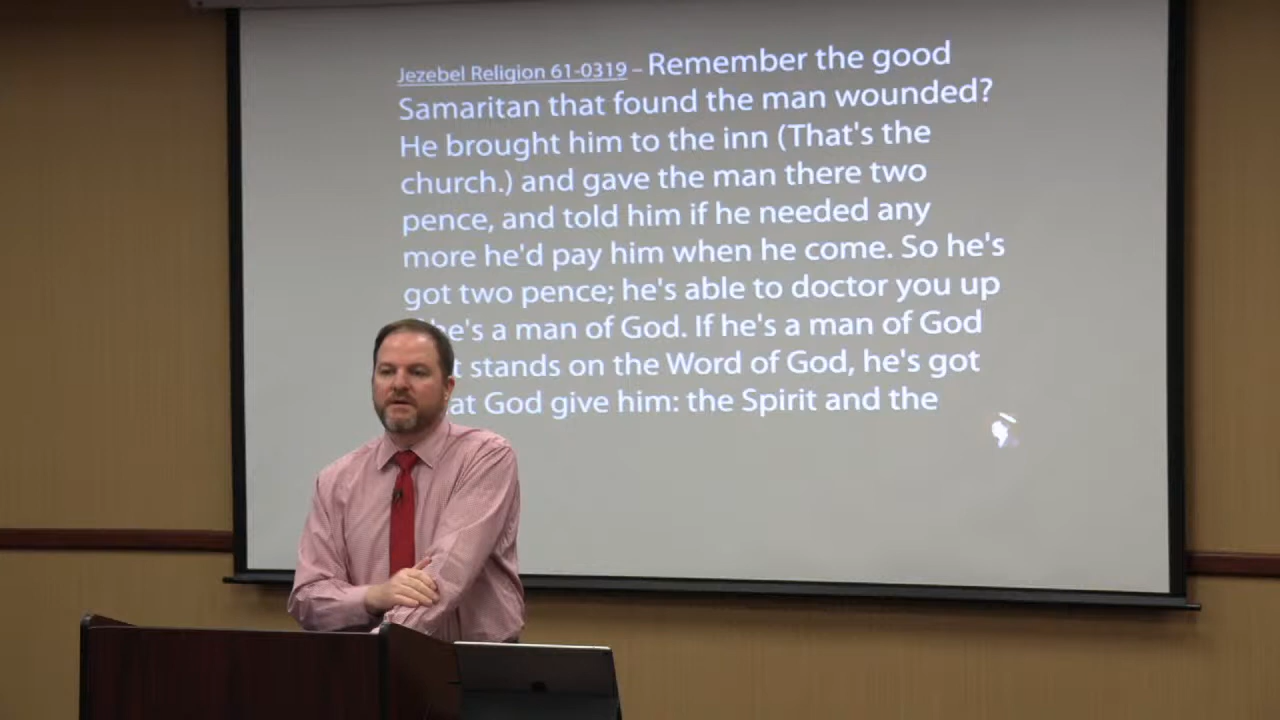 Jezebel Religion 61-0319 – Remember the good
Samaritan that found the man wounded?
He brought him to the inn (That's the
church.) and gave the man there two
pence, and told him if he needed any
more he'd pay him when he come. So he's
got two pence; he's able to doctor you up
he's a man of God. If he's a man of God
stands on the Word of God, he's got
God give him: the Spirit and the